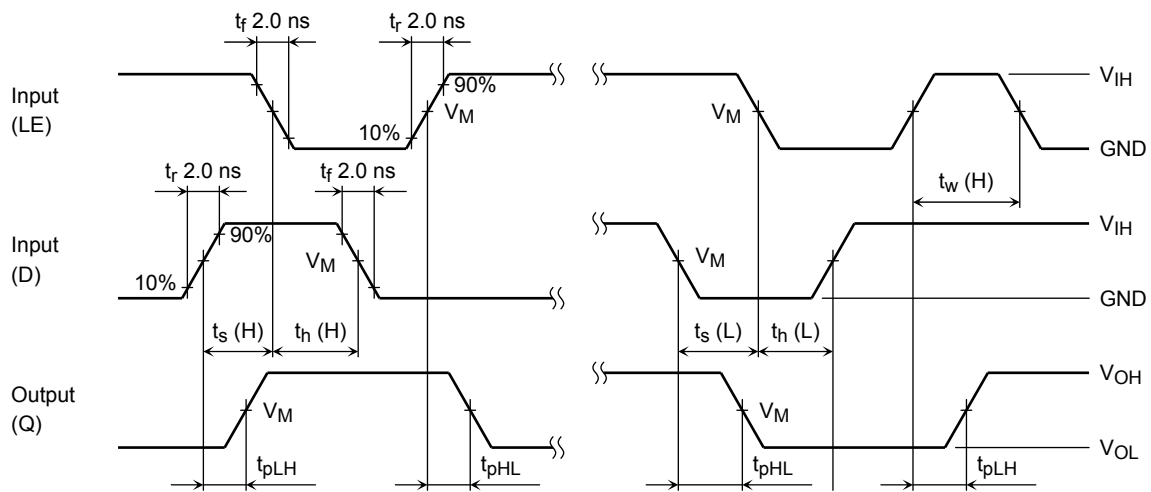 tf 2.0 ns
tr 2.0 ns
Input
(LE)
90%
VM
10%
VM
VIH
GND
tr 2.0 ns
tf 2.0 ns
tw (H)
Input
(D)
90%
VM
10%
VM
VIH
GND
ts (H)
th (H)
ts (L)
th (L)
Output
(Q)
VM
VM
VOH
VOL
tpLH
tpHL
tpHL
tpLH